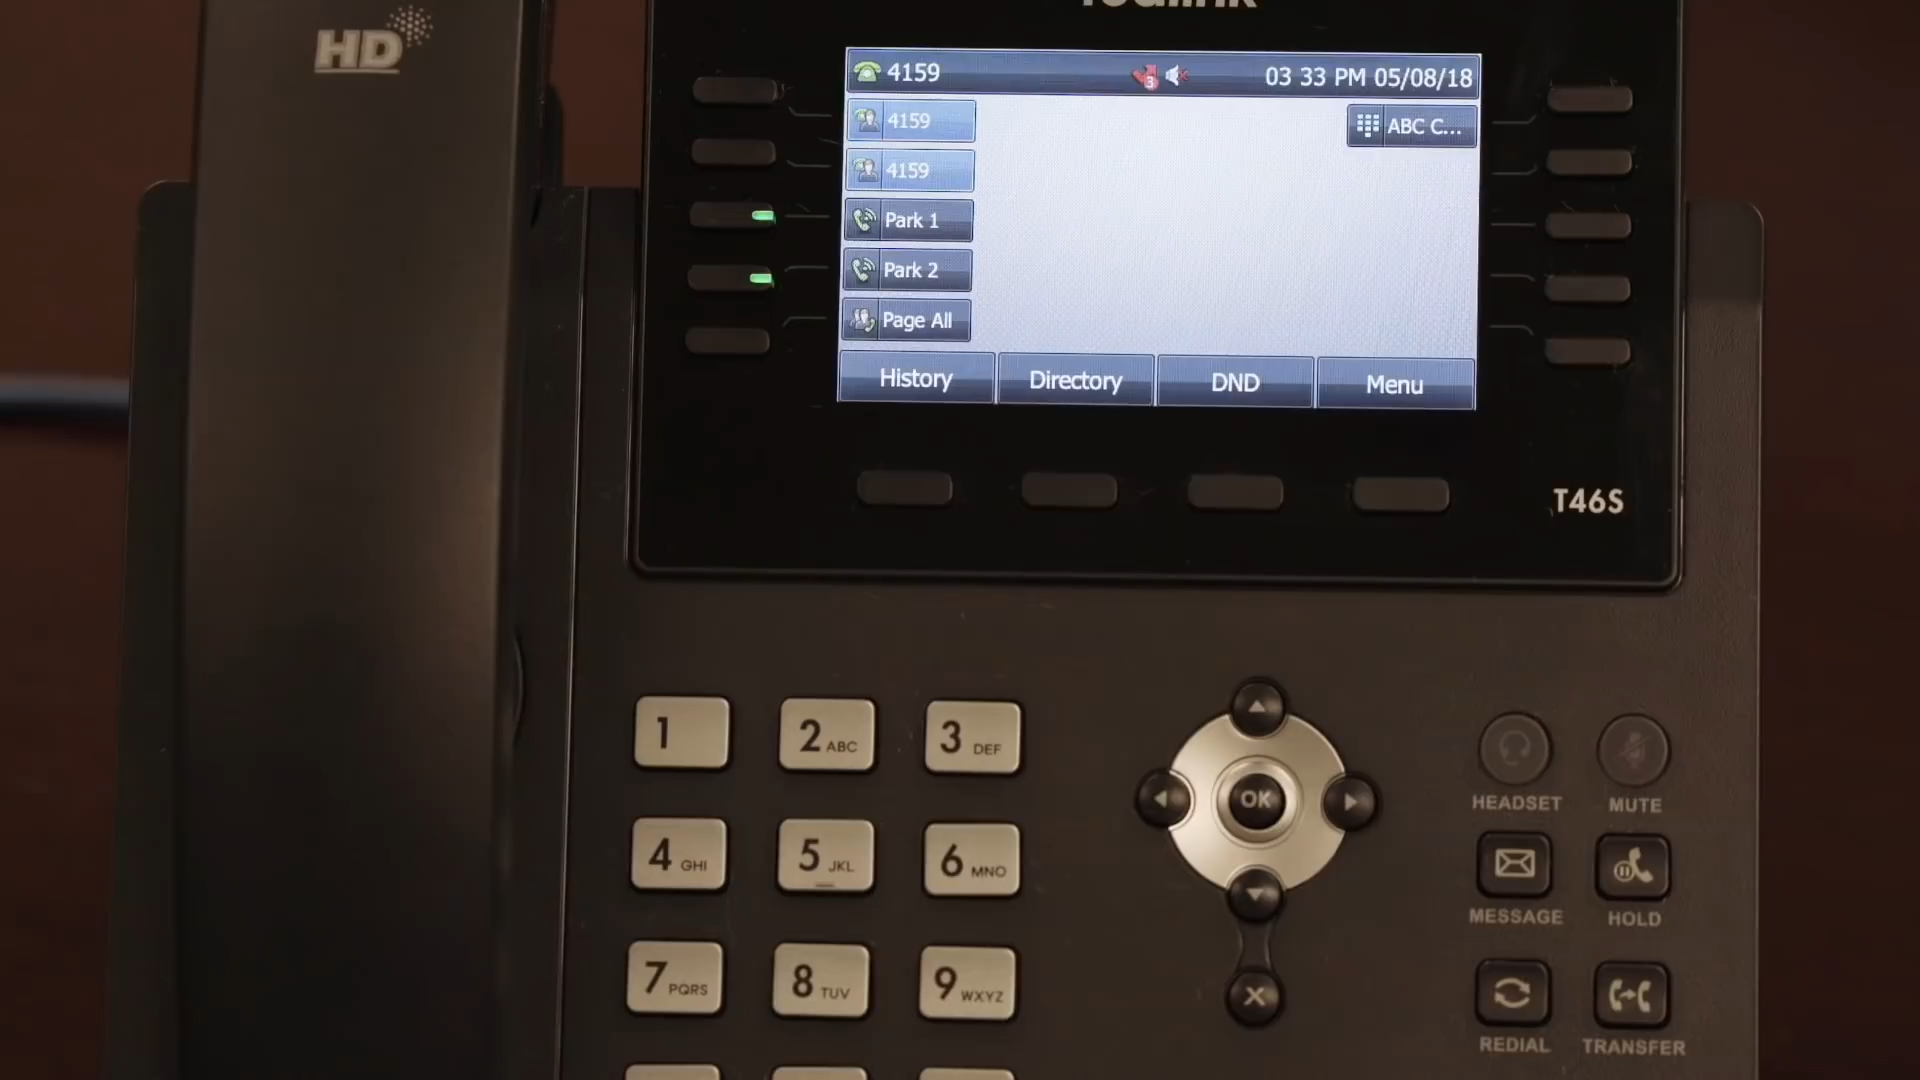 HD
4159
3
03 33 PM 05/08/18
4159
ABC C...
4159
Park 1
Park 2
Page All
History
Directory
DND
Menu
T46S
1
2 ABC
3 DEF
OK
HEADSET
MUTE
4 GHI
5 JKL
6 MNO
MESSAGE
HOLD
7 PQRS
8 TUV
9 WXYZ
REDIAL
TRANSFER